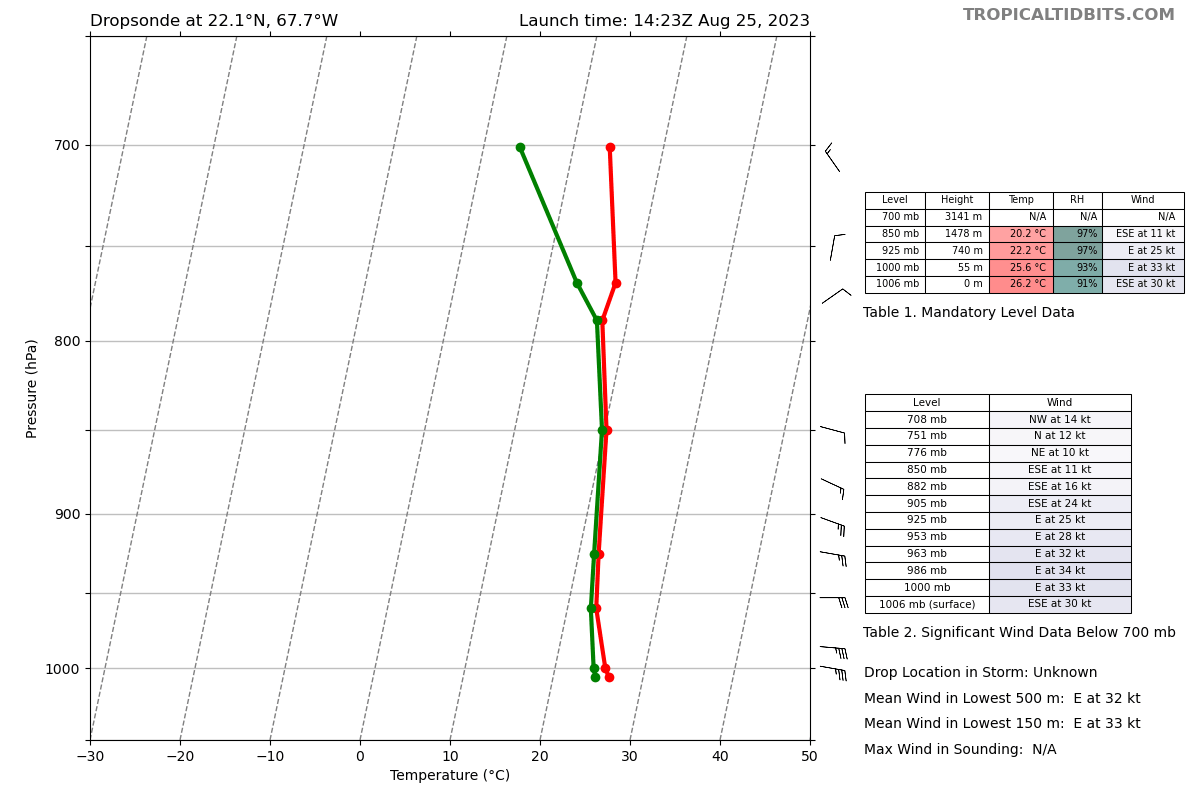 Dropsonde at 22.1°N, 67.7°W
Launch time: 14:23Z Aug 25, 2023
TROPICALTIDBITS.COM
Pressure (hPa)
700
800
900
1000
−30 −20 −10 0 10 20 30 40 50
Temperature (°C)
Level Height Temp RH Wind
700 mb 3141 m N/A N/A N/A
850 mb 1478 m 20.2 °C 97% ESE at 11 kt
925 mb 740 m 22.2 °C 97% E at 25 kt
1000 mb 55 m 25.6 °C 93% E at 33 kt
1006 mb 0 m 26.2 °C 91% ESE at 30 kt
Table 1. Mandatory Level Data
Level Wind
708 mb NW at 14 kt
751 mb N at 12 kt
776 mb NE at 10 kt
850 mb ESE at 11 kt
882 mb ESE at 16 kt
905 mb ESE at 24 kt
925 mb E at 25 kt
953 mb E at 28 kt
963 mb E at 32 kt
986 mb E at 34 kt
1000 mb E at 33 kt
1006 mb (surface) ESE at 30 kt
Table 2. Significant Wind Data Below 700 mb
Drop Location in Storm: Unknown
Mean Wind in Lowest 500 m: E at 32 kt
Mean Wind in Lowest 150 m: E at 33 kt
Max Wind in Sounding: N/A